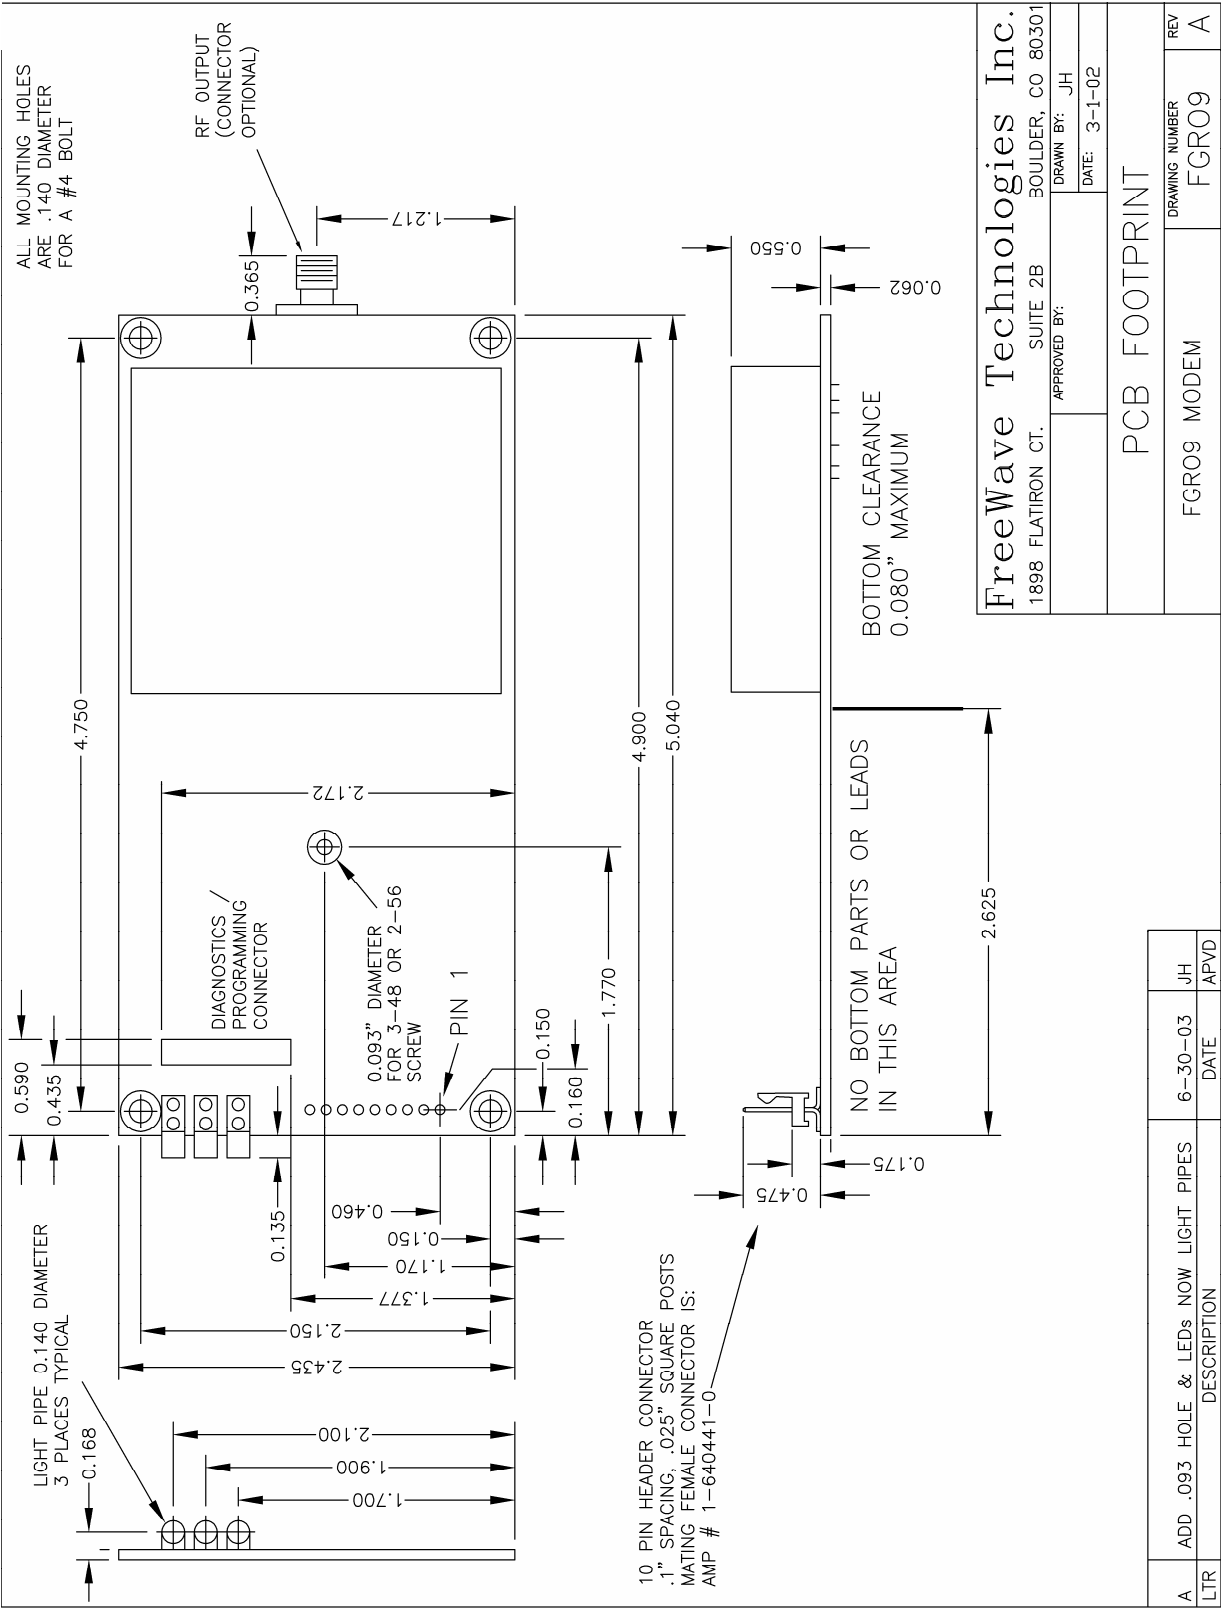 ALL MOUNTING HOLES
ARE .140 DIAMETER
FOR A #4 BOLT
RF OUTPUT
(CONNECTOR
OPTIONAL)
0.365
1.217
4.750
0.590
0.435
LIGHT PIPE 0.140 DIAMETER
3 PLACES TYPICAL
0.168
2.100
1.900
1.700
2.435
2.150
1.377
1.170
0.150
0.460
0.135
DIAGNOSTICS /
PROGRAMMING
CONNECTOR
2.172
0.093" DIAMETER
FOR 3-48 OR 2-56
SCREW
PIN 1
0.150
0.160
1.770
4.900
5.040
10 PIN HEADER CONNECTOR
.1" SPACING, .025" SQUARE POSTS
MATING FEMALE CONNECTOR IS:
AMP # 1-640441-0
0.475
0.175
0.550
0.062
NO BOTTOM PARTS OR LEADS
IN THIS AREA
BOTTOM CLEARANCE
0.080" MAXIMUM
2.625
A ADD .093 HOLE & LEDs NOW LIGHT PIPES 6-30-03 JH
LTR DESCRIPTION DATE APVD
FreeWave Technologies Inc.
1898 FLATIRON CT. SUITE 2B BOULDER, CO 80301
APPROVED BY:
DRAWN BY: JH
DATE: 3-1-02
PCB FOOTPRINT
FGRO9 MODEM
DRAWING NUMBER
FGRO9
REV
A